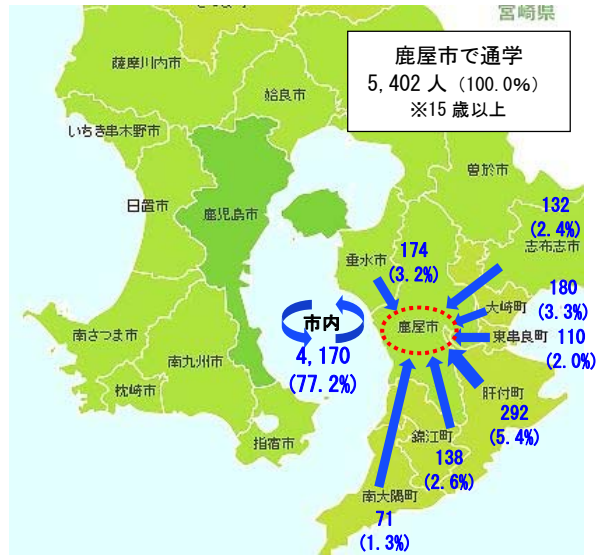 宮崎県
鹿屋市で通学
5,402 人 (100.0%)
※15 歳以上
薩摩川内市
姶良市
いちき串木野市
曽於市
日置市
鹿児島市
132
(2.4%)
志布志市
垂水市
174
(3.2%)
180
(3.3%)
大崎町
市内
鹿屋市
東串良町
110
(2.0%)
4,170
(77.2%)
南さつま市
南九州市
枕崎市
肝付町
292
(5.4%)
錦江町
138
(2.6%)
指宿市
南大隅町
71
(1.3%)